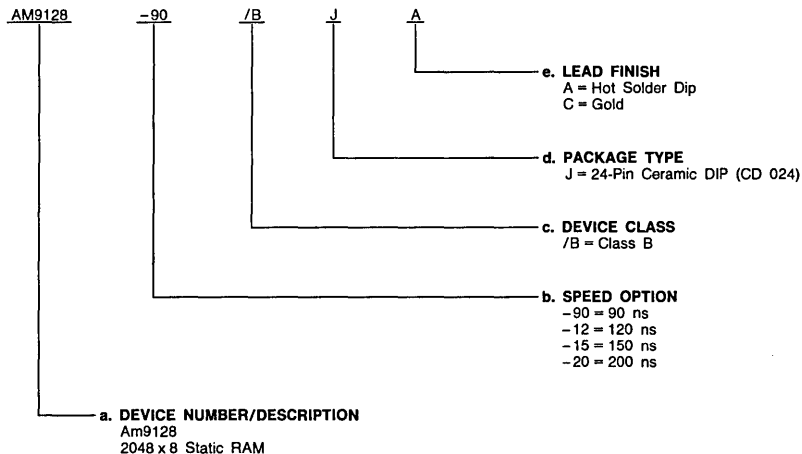 AM9128 -90 /B J A
e. LEAD FINISH
A = Hot Solder Dip
C = Gold
d. PACKAGE TYPE
J = 24-Pin Ceramic DIP (CD 024)
c. DEVICE CLASS
/B = Class B
b. SPEED OPTION
-90 = 90 ns
-12 = 120 ns
-15 = 150 ns
-20 = 200 ns
a. DEVICE NUMBER/DESCRIPTION
Am9128
2048 x 8 Static RAM